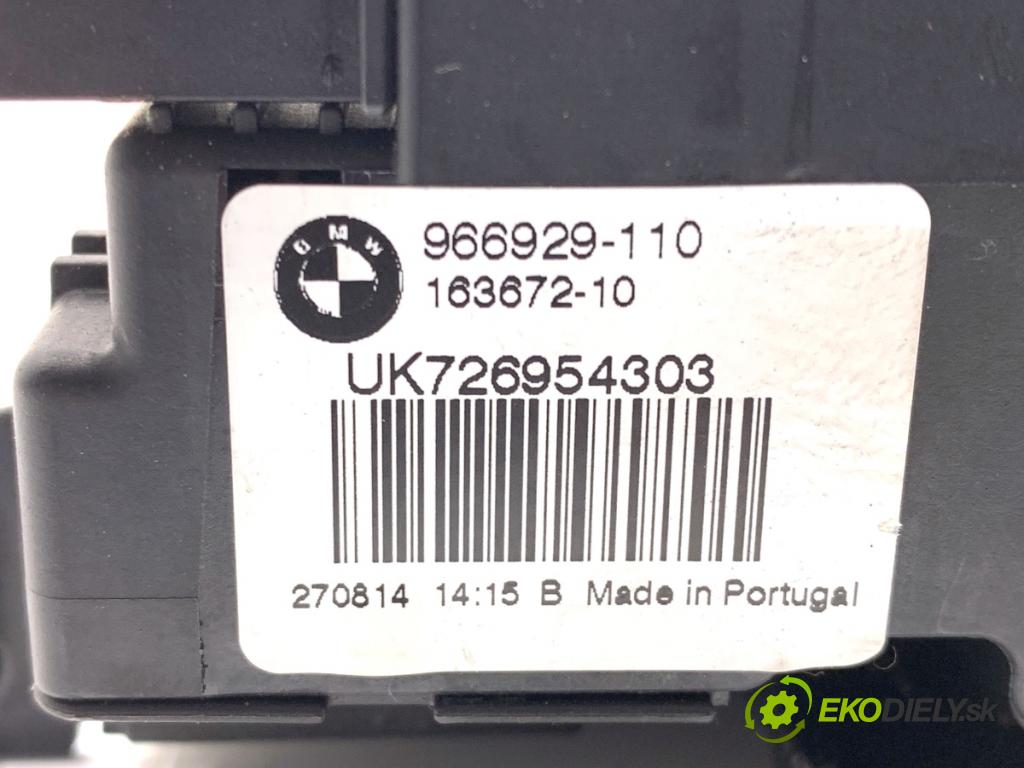 BMW
966929-110
163672-10
UK726954303
270814 14:15 B Made in Portugal
EKODIELY.sk